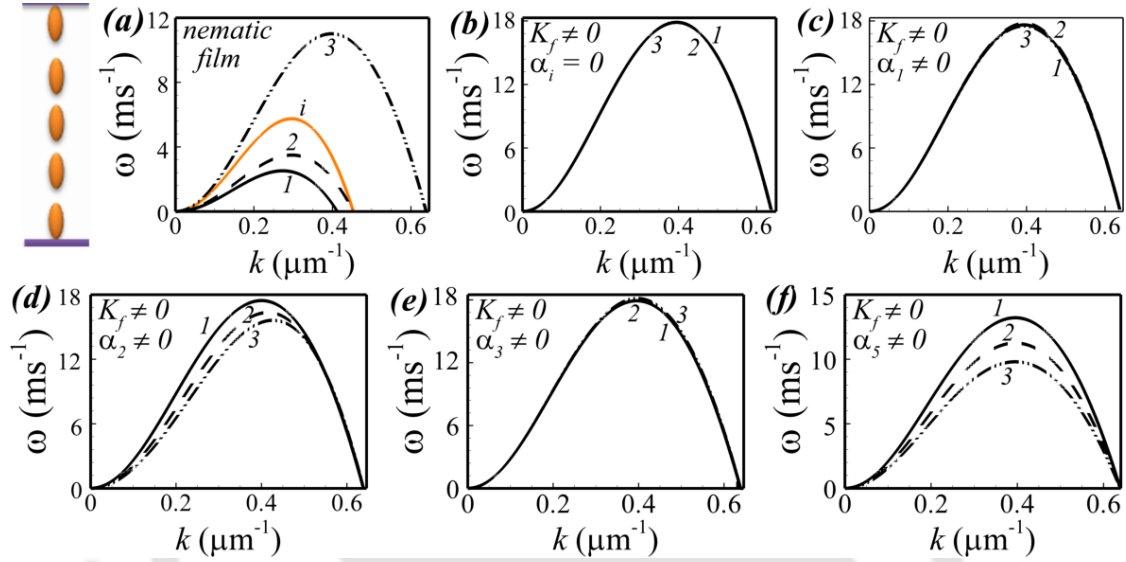 (a)
nematic
film
3
i
2
1
12
8
4
0
0 0.2 0.4 0.6
ω (ms⁻¹)
k (μm⁻¹)
(b)
K_f ≠ 0
α_i = 0
3 2 1
18
12
6
0
0 0.2 0.4 0.6
ω (ms⁻¹)
k (μm⁻¹)
(c)
K_f ≠ 0
α_1 ≠ 0
3 2
1
18
12
6
0
0 0.2 0.4 0.6
ω (ms⁻¹)
k (μm⁻¹)
(d)
K_f ≠ 0
α_2 ≠ 0
1 2
3
18
12
6
0
0 0.2 0.4 0.6
ω (ms⁻¹)
k (μm⁻¹)
(e)
K_f ≠ 0
α_3 ≠ 0
2 3
1
18
12
6
0
0 0.2 0.4 0.6
ω (ms⁻¹)
k (μm⁻¹)
(f)
K_f ≠ 0
α_5 ≠ 0
1
2
3
15
10
5
0
0 0.2 0.4 0.6
ω (ms⁻¹)
k (μm⁻¹)